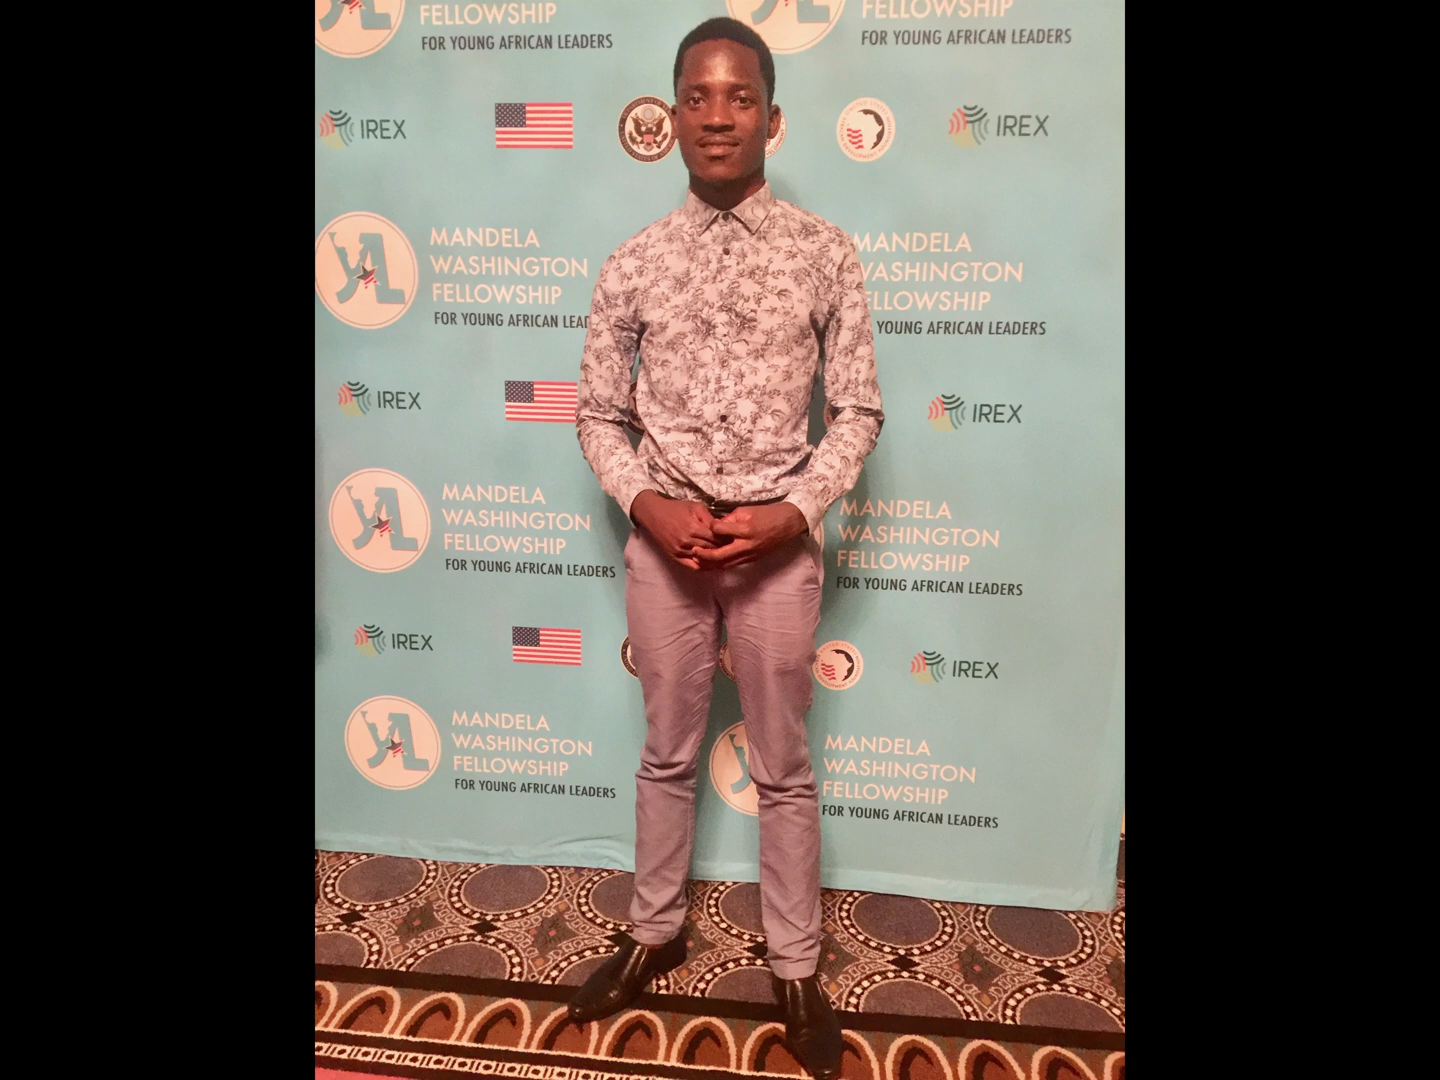 FELLOWSHIP
FOR YOUNG AFRICAN LEADERS
FELLOWSHIP
FOR YOUNG AFRICAN LEADERS
IREX
IREX
MANDELA
WASHINGTON
FELLOWSHIP
FOR YOUNG AFRICAN
MANDELA
WASHINGTON
FELLOWSHIP
YOUNG AFRICAN LEADERS
IREX
IREX
MANDELA
WASHINGTON
FELLOWSHIP
FOR YOUNG AFRICAN LEADERS
MANDELA
WASHINGTON
FELLOWSHIP
FOR YOUNG AFRICAN LEADERS
IREX
IREX
MANDELA
WASHINGTON
FELLOWSHIP
FOR YOUNG AFRICAN LEADERS
MANDELA
WASHINGTON
FELLOWSHIP
FOR YOUNG AFRICAN LEADERS